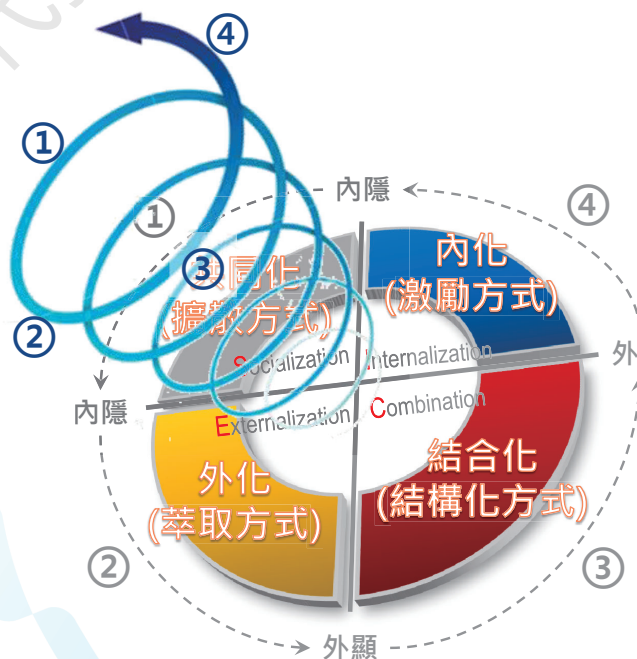 代
④
①
內隱
④
①
③
共同化
(擴散方式)
內化
(激勵方式)
②
Socialization
Internalization
外
內隱
Externalization
Combination
外化
(萃取方式)
結合化
(結構化方式)
②
③
外顯